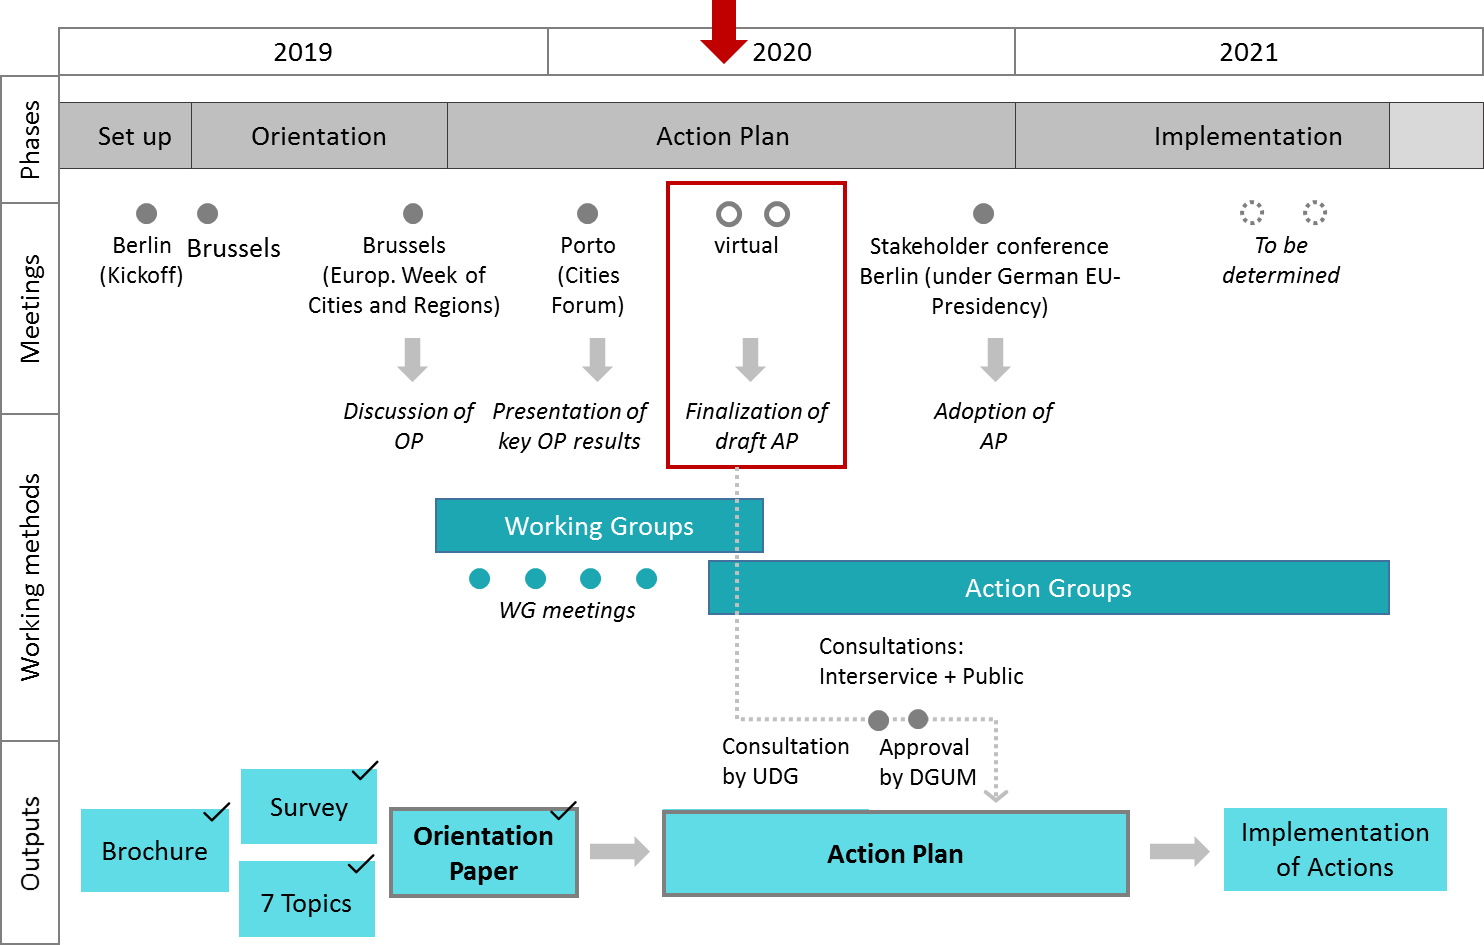 2019
2020
2021
Phases
Set up
Orientation
Action Plan
Implementation
Meetings
Berlin
(Kickoff)
Brussels
Brussels
(Europ. Week of
Cities and Regions)
Porto
(Cities
Forum)
virtual
Stakeholder conference
Berlin (under German EU-
Presidency)
To be
determined
Discussion of
OP
Presentation of
key OP results
Finalization of
draft AP
Adoption of
AP
Working methods
Working Groups
WG meetings
Action Groups
Consultations:
Interservice + Public
Consultation
by UDG
Approval
by DGUM
Outputs
Brochure
Survey
7 Topics
Orientation
Paper
Action Plan
Implementation
of Actions